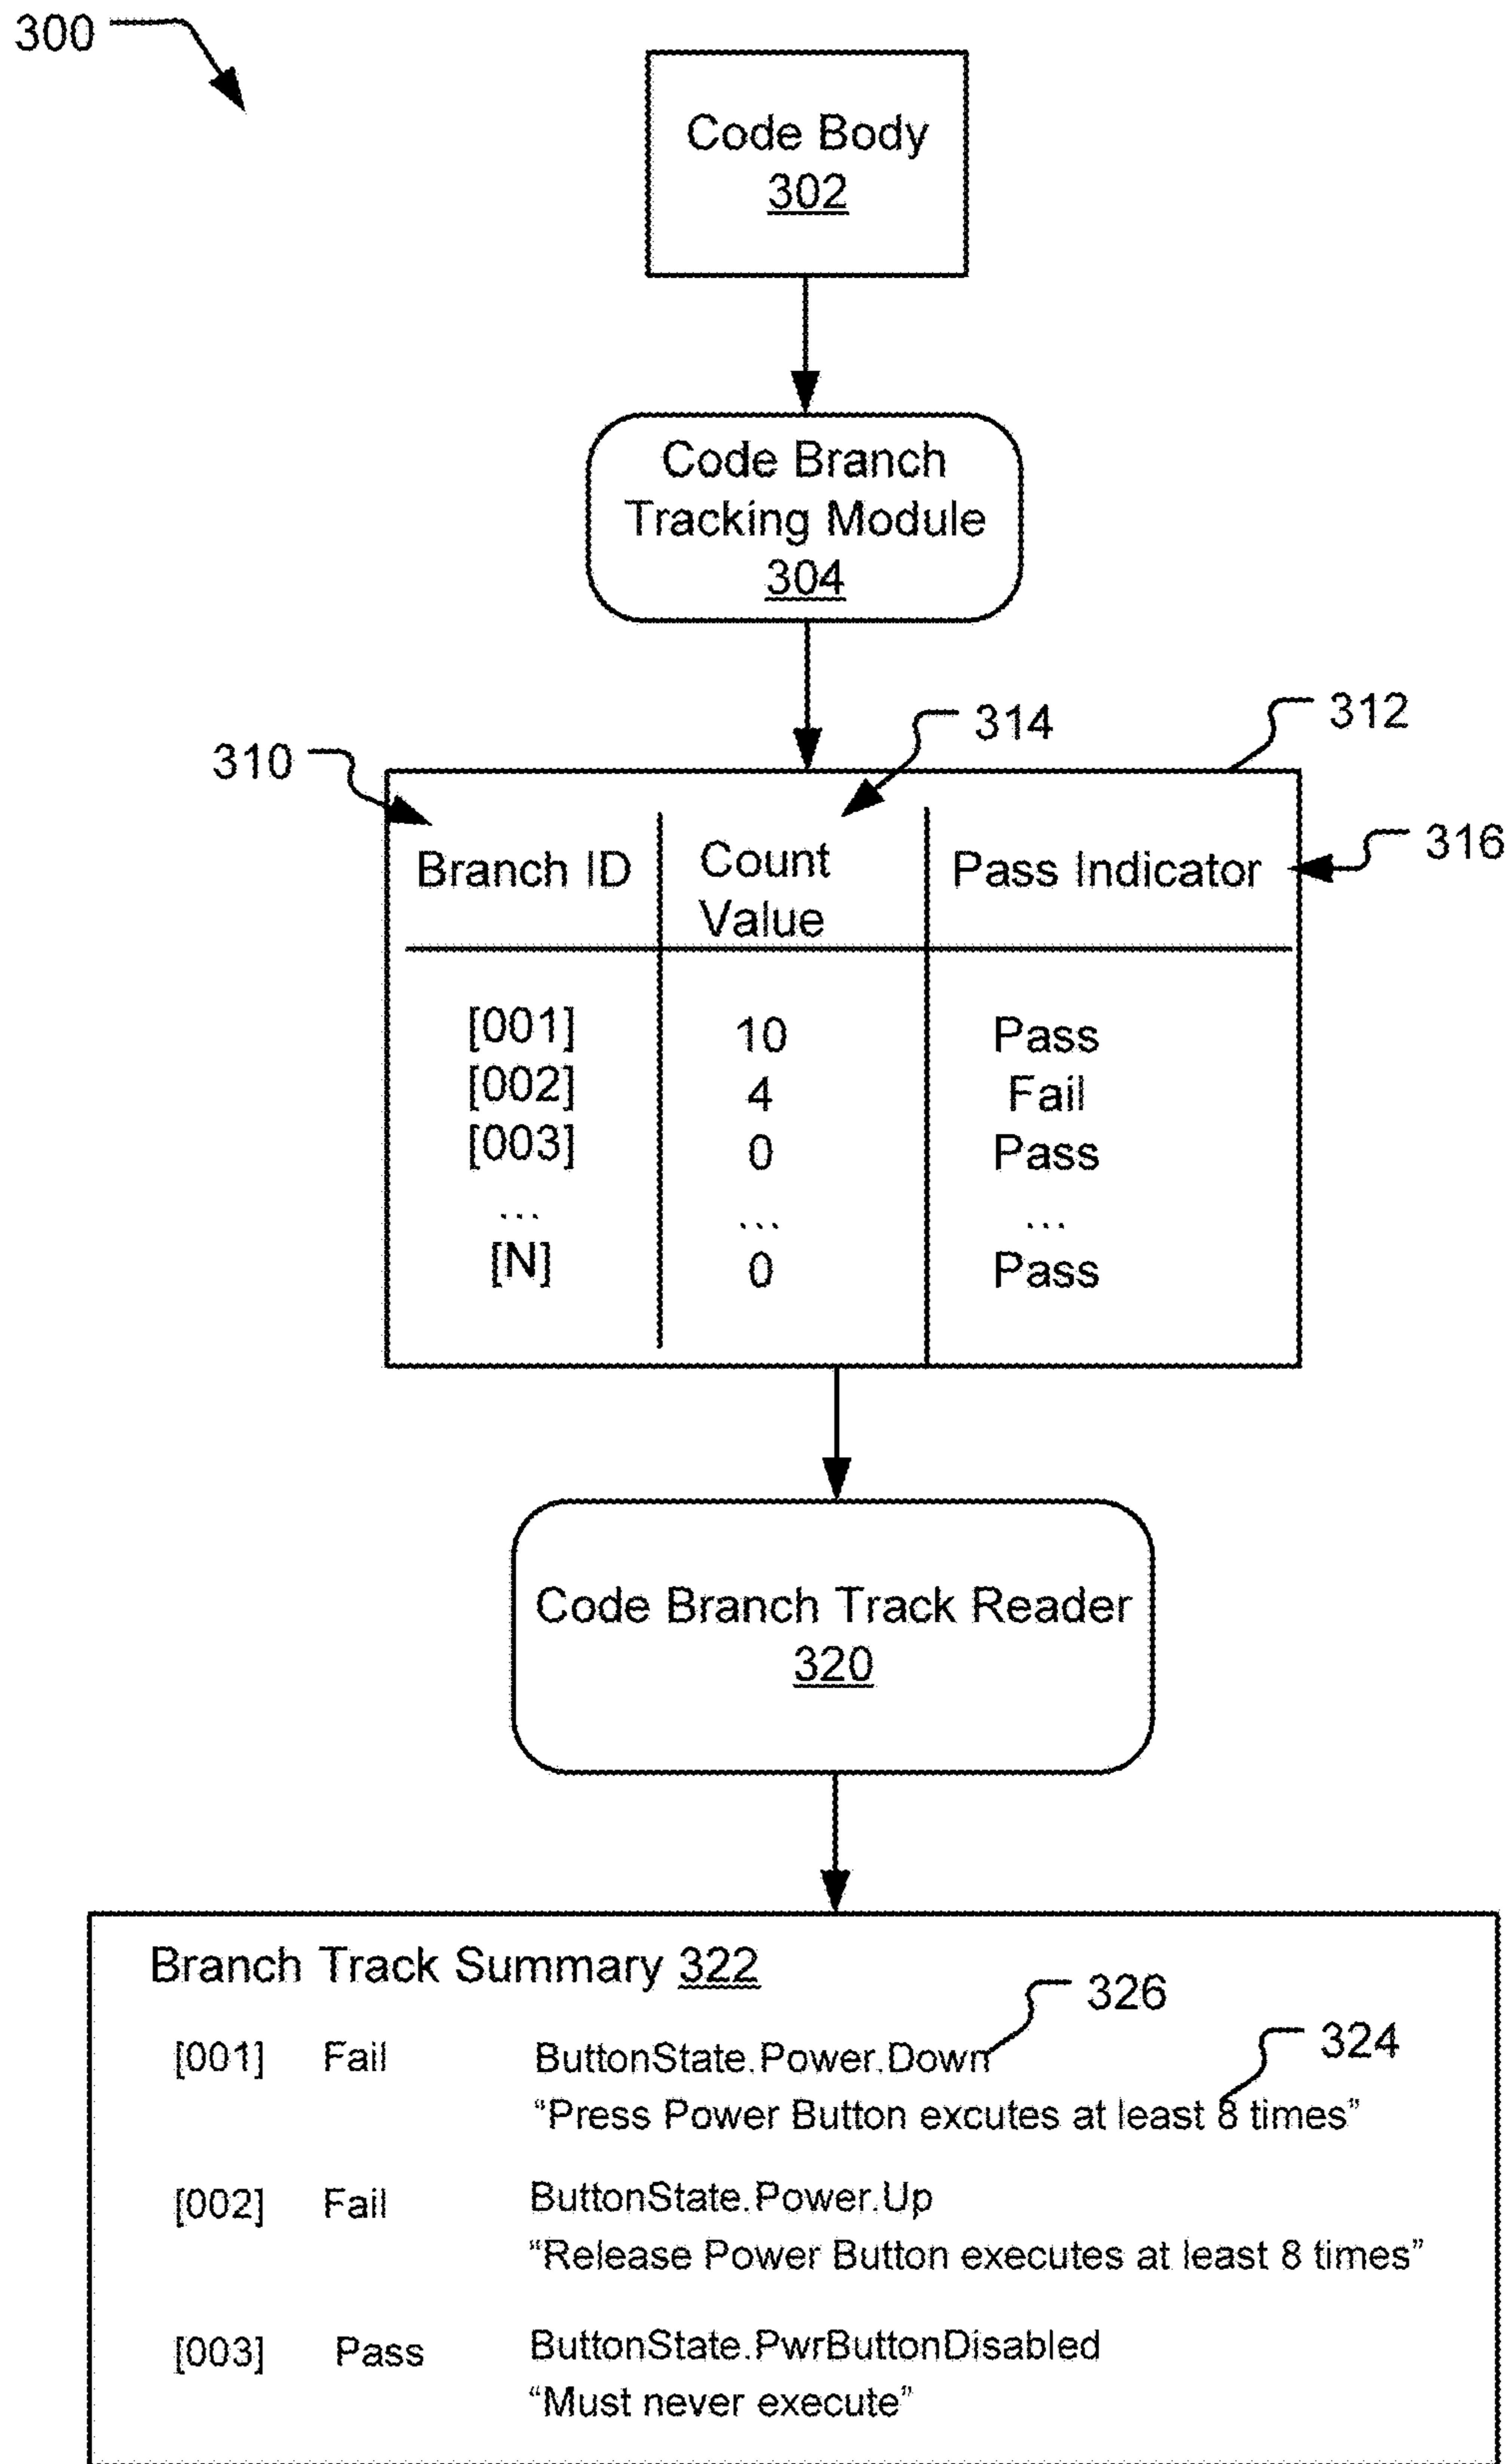 300
Code Body
302
Code Branch
Tracking Module
304
310
314
312
316
Branch ID
Count
Value
Pass Indicator
[001] 10 Pass
[002] 4 Fail
[003] 0 Pass
... ... ...
[N] 0 Pass
Code Branch Track Reader
320
Branch Track Summary 322
326
324
[001] Fail ButtonState.Power.Down
“Press Power Button excutes at least 8 times”
[002] Fail ButtonState.Power.Up
“Release Power Button executes at least 8 times”
[003] Pass ButtonState.PwrButtonDisabled
“Must never execute”